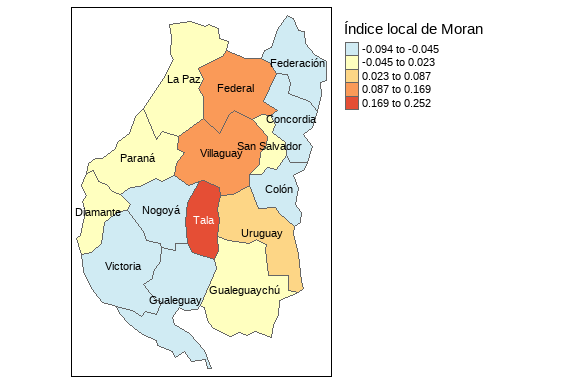 Índice local de Moran
-0.094 to -0.045
-0.045 to 0.023
0.023 to 0.087
0.087 to 0.169
0.169 to 0.252
Federación
La Paz
Federal
Concordia
San Salvador
Villaguay
Paraná
Colón
Diamante
Nogoyá
Tala
Uruguay
Victoria
Gualeguaychú
Gualeguay